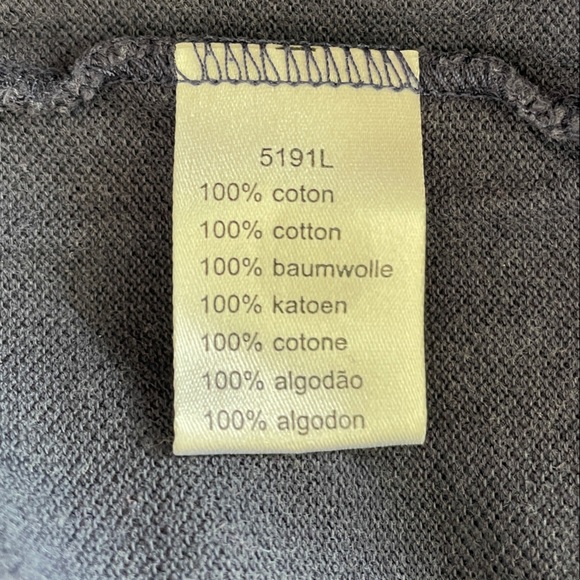 5191L
100% coton
100% cotton
100% baumwolle
100% katoen
100% cotone
100% algodão
100% algodon